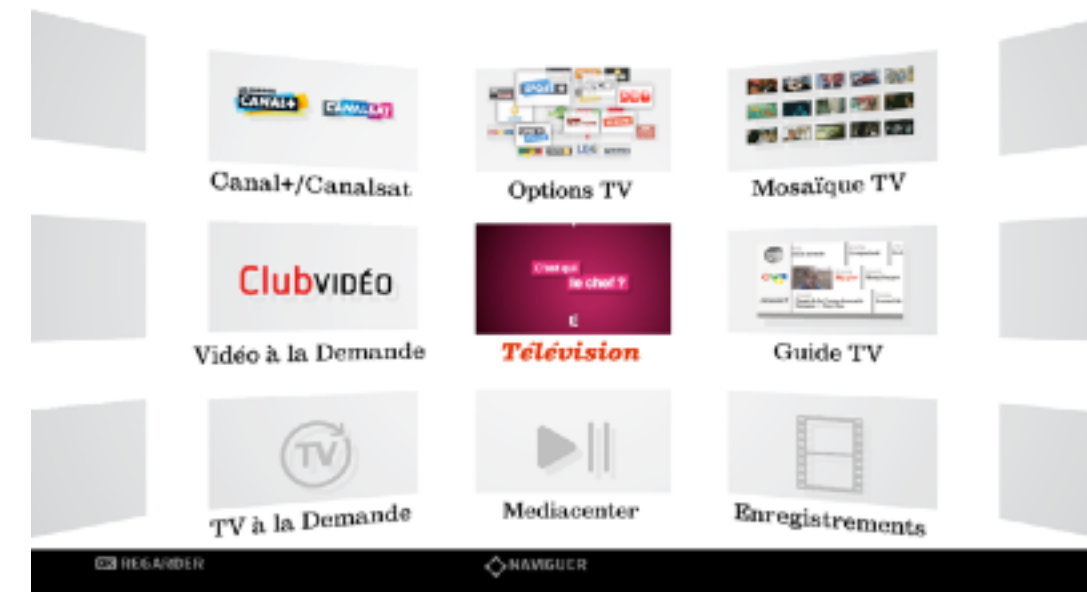 CANAL+
CANALSAT
Canal+/Canalsat
Options TV
Mosaïque TV
ClubVIDÉO
C'est qui
le chef ?
Vidéo à la Demande
Télévision
Guide TV
TV
TV à la Demande
Mediacenter
Enregistrements
OK REGARDER
NAVIGUER